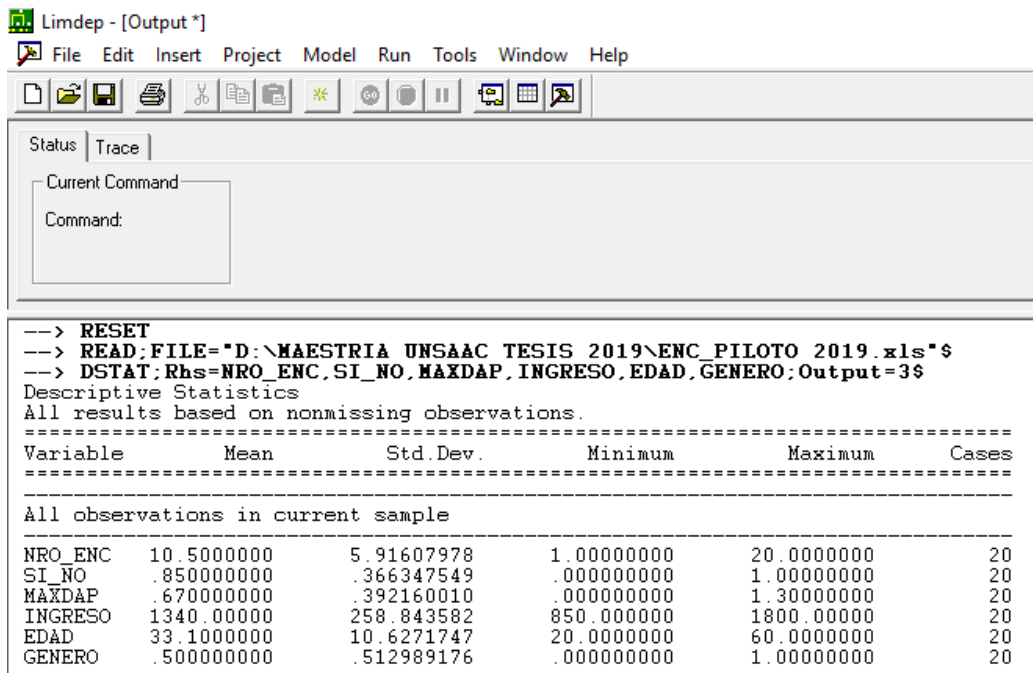 Limdep - [Output *]
File Edit Insert Project Model Run Tools Window Help
GO
Status Trace
Current Command
Command:
--> RESET
--> READ;FILE="D:\MAESTRIA UNSAAC TESIS 2019\ENC_PILOTO 2019.xls"$
--> DSTAT;Rhs=NRO_ENC,SI_NO,MAXDAP,INGRESO,EDAD,GENERO;Output=3$
Descriptive Statistics
All results based on nonmissing observations.
Variable Mean Std.Dev. Minimum Maximum Cases
All observations in current sample
NRO_ENC 10.5000000 5.91607978 1.00000000 20.0000000 20
SI_NO .850000000 .366347549 .000000000 1.00000000 20
MAXDAP .670000000 .392160010 .000000000 1.30000000 20
INGRESO 1340.00000 258.843582 850.000000 1800.00000 20
EDAD 33.1000000 10.6271747 20.0000000 60.0000000 20
GENERO .500000000 .512989176 .000000000 1.00000000 20